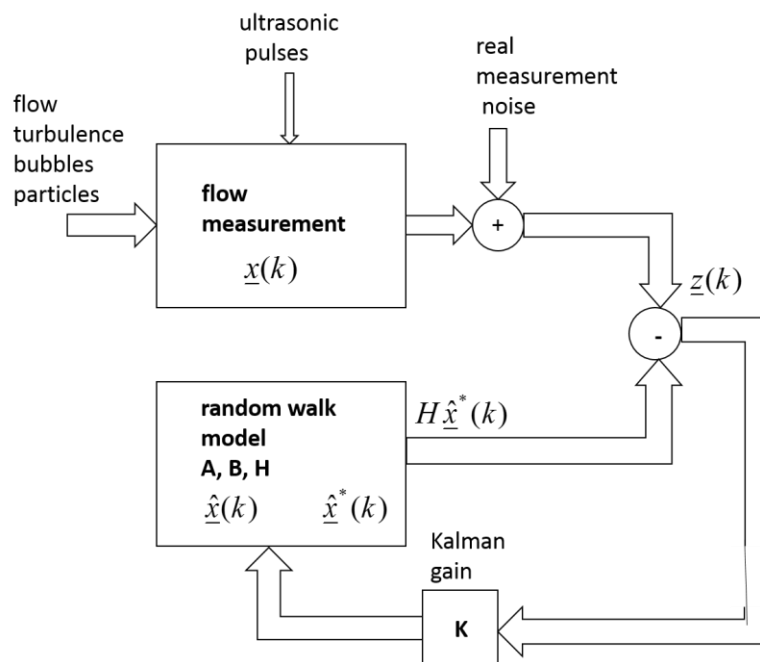 ultrasonic
pulses
real
measurement
noise
flow
turbulence
bubbles
particles
flow
measurement
x(k)
+
z(k)
-
random walk
model
A, B, H
x̂(k) x̂*(k)
H x̂*(k)
Kalman
gain
K